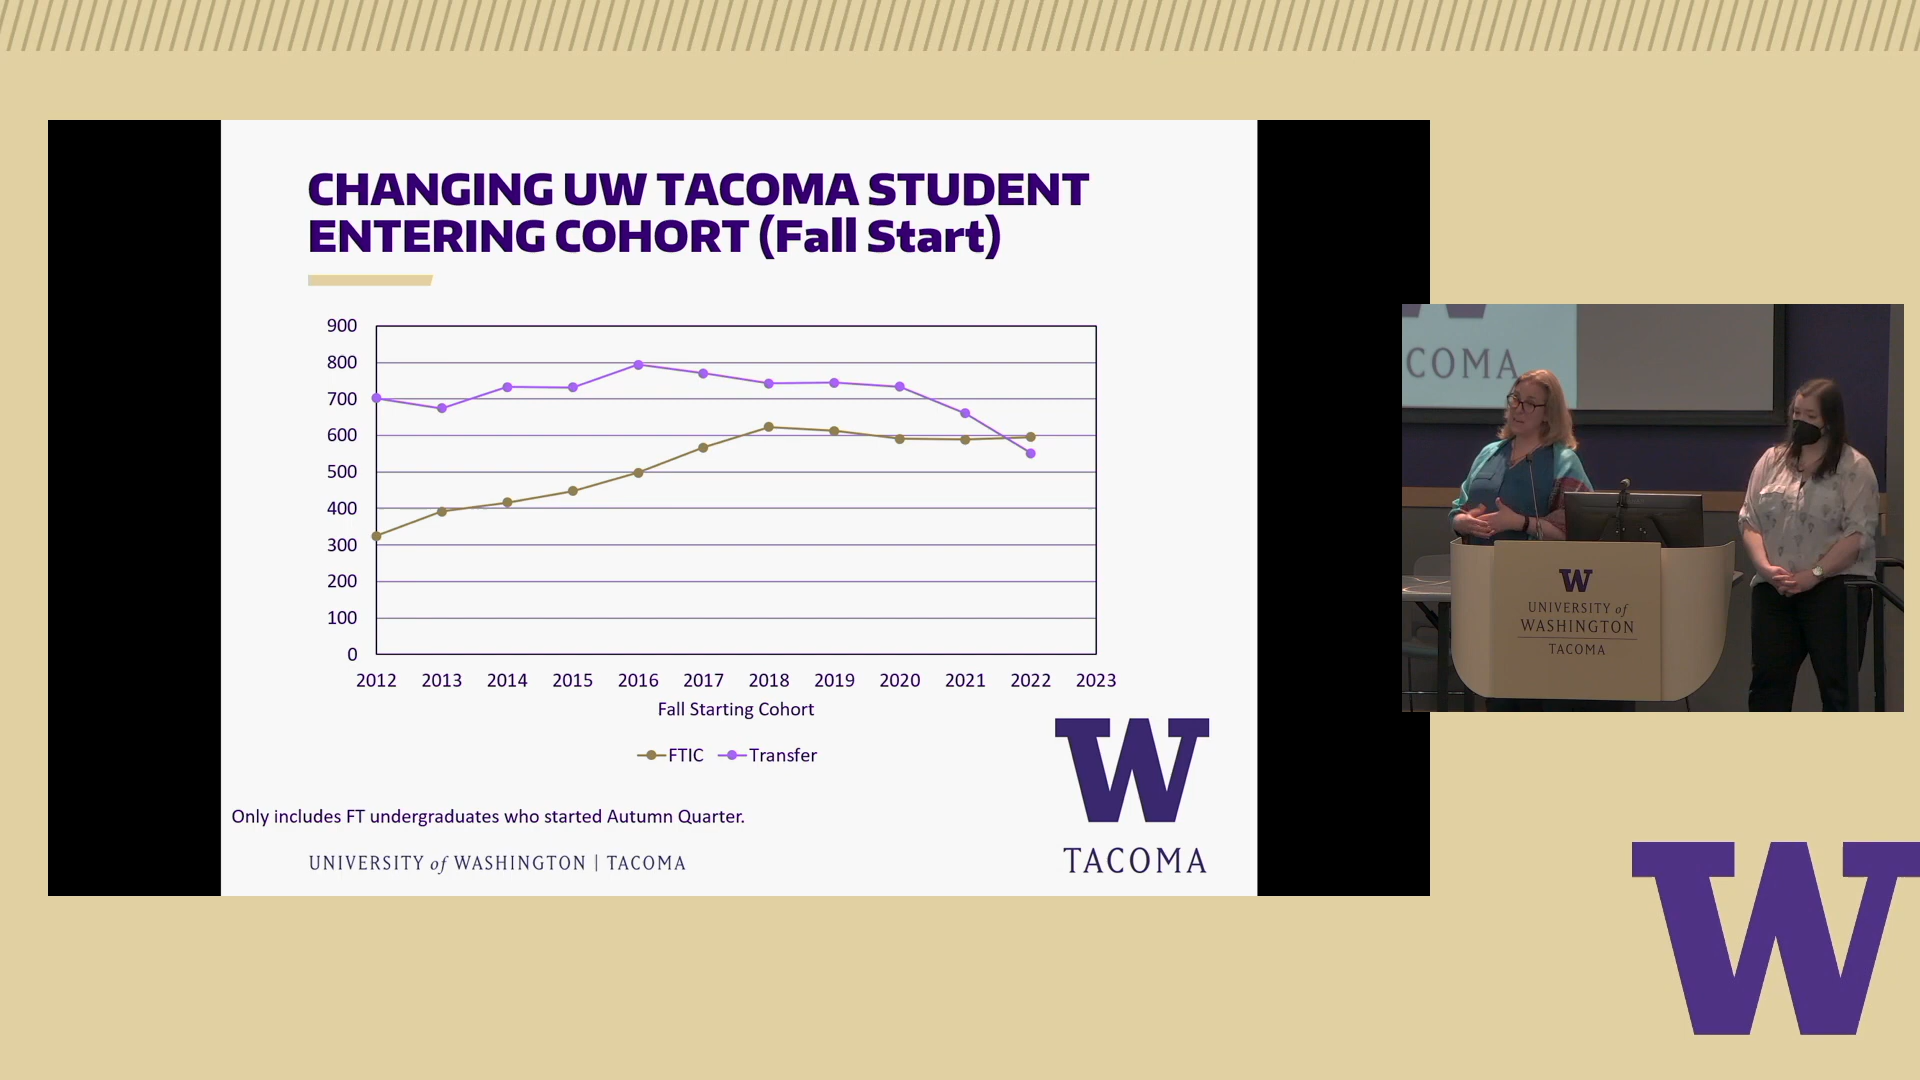 CHANGING UW TACOMA STUDENT
ENTERING COHORT (Fall Start)
900
800
700
600
500
400
300
200
100
0
2012 2013 2014 2015 2016 2017 2018 2019 2020 2021 2022 2023
Fall Starting Cohort
FTIC Transfer
Only includes FT undergraduates who started Autumn Quarter.
UNIVERSITY of WASHINGTON | TACOMA
W
TACOMA
COMA
W
UNIVERSITY of
WASHINGTON
TACOMA
W